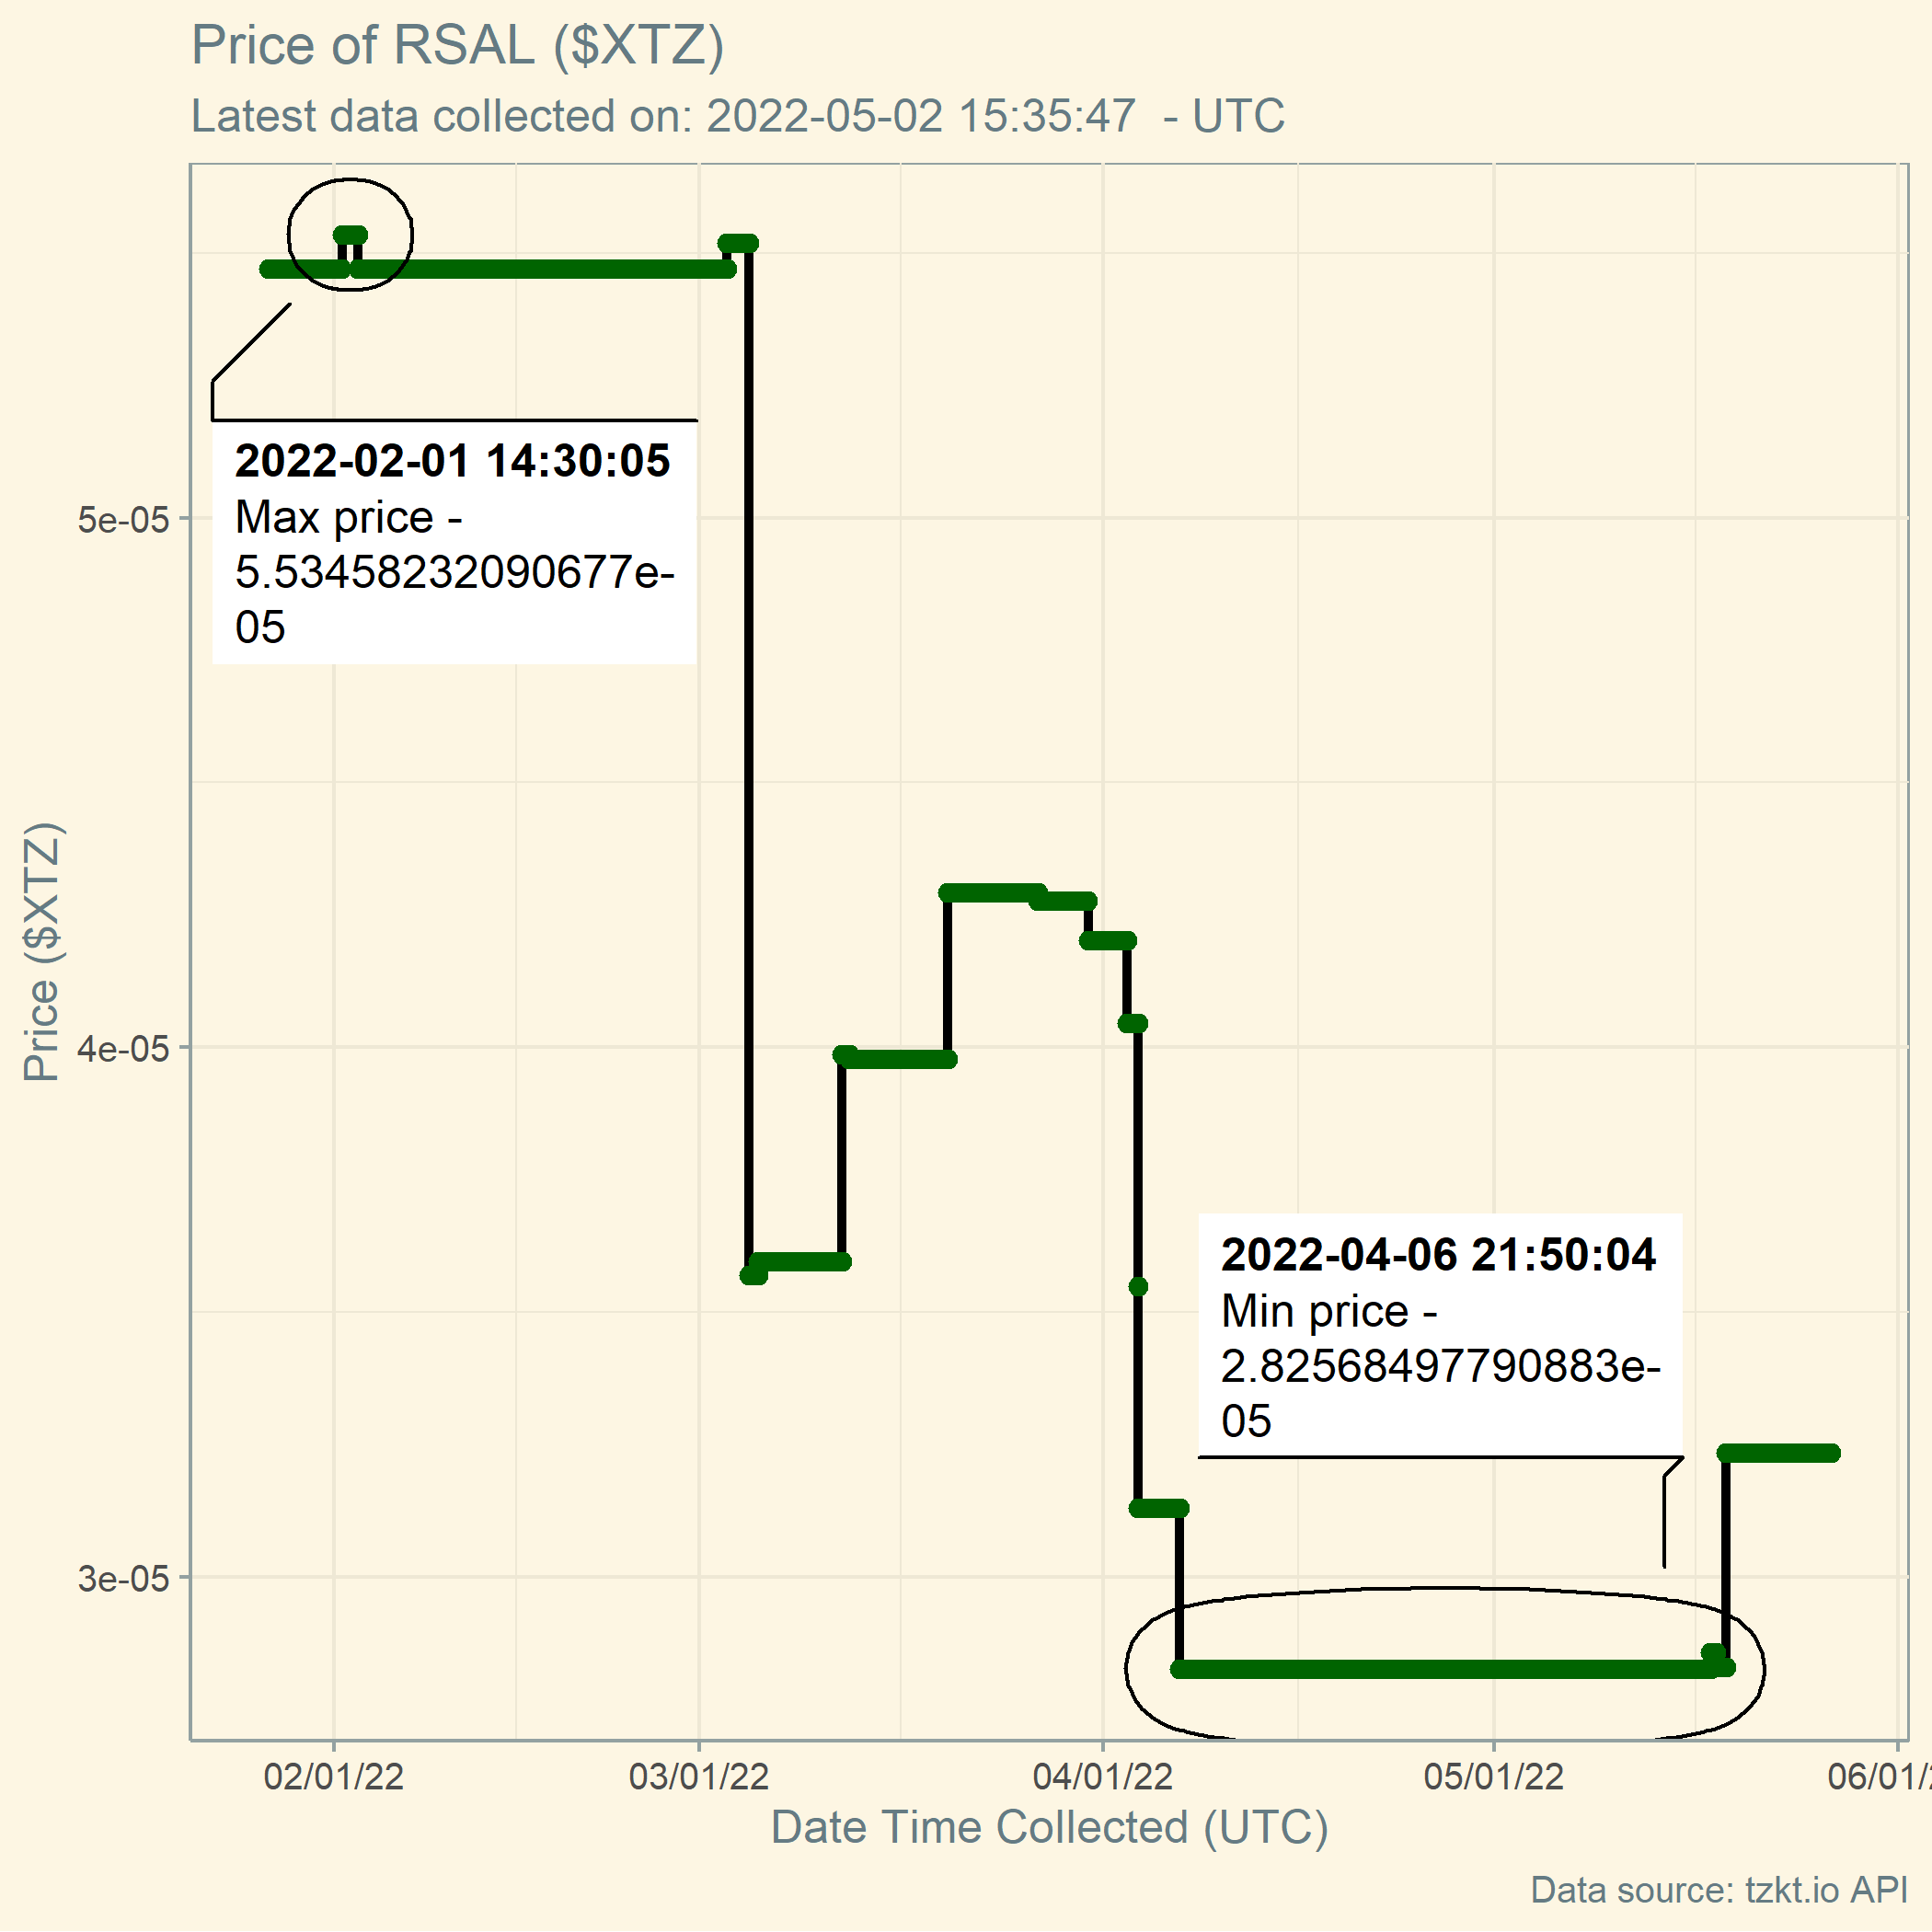 Price of RSAL ($XTZ)
Latest data collected on: 2022-05-02 15:35:47  - UTC
2022-02-01 14:30:05
Max price -
5.53458232090677e-
05
5e-05
Price ($XTZ)
4e-05
2022-04-06 21:50:04
Min price -
2.82568497790883e-
05
3e-05
02/01/22
03/01/22
04/01/22
05/01/22
06/01/2
Date Time Collected (UTC)
Data source: tzkt.io API